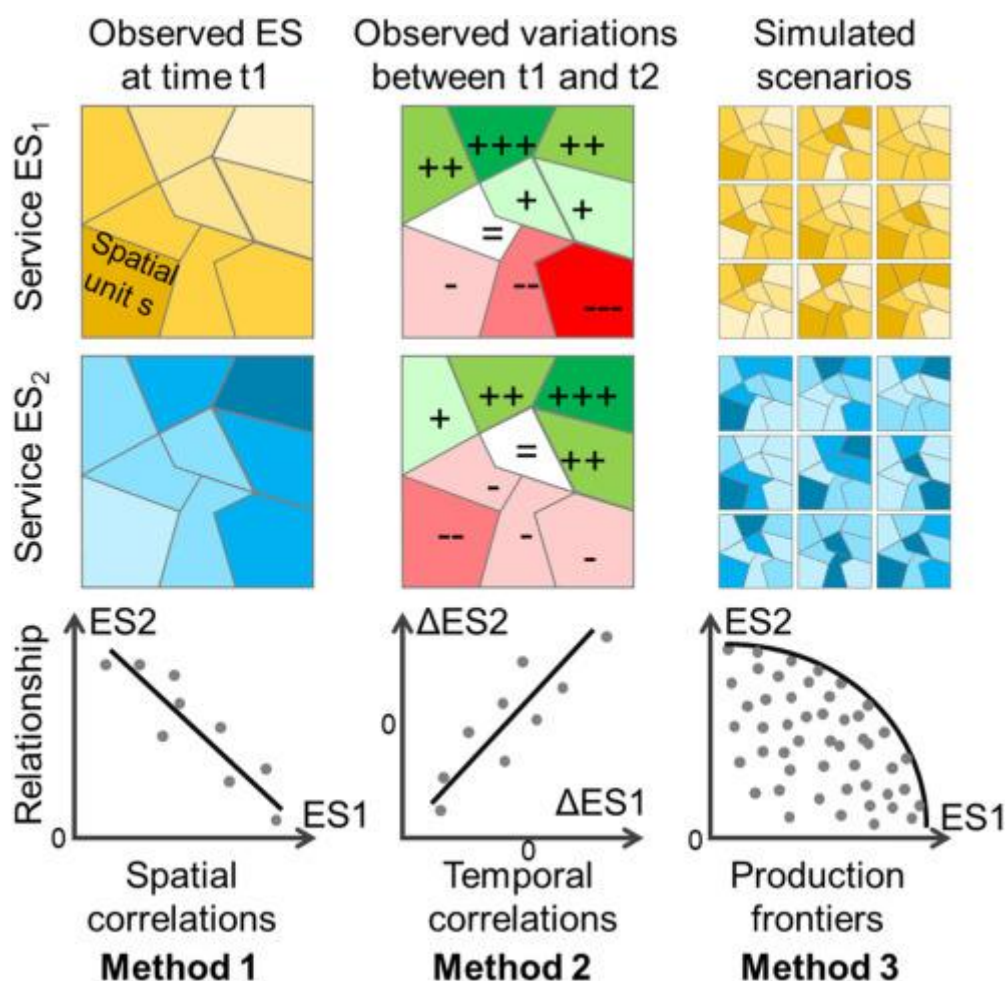 Observed ES
at time t1
Observed variations
between t1 and t2
Simulated
scenarios
Service ES1
Spatial
unit s
++
+++
++
+
+
=
-
--
---
Service ES2
+
++
+++
=
++
-
--
-
-
Relationship
ES2
ES1
0
ΔES2
0
ΔES1
0
ES2
ES1
0
Spatial
correlations
Method 1
Temporal
correlations
Method 2
Production
frontiers
Method 3